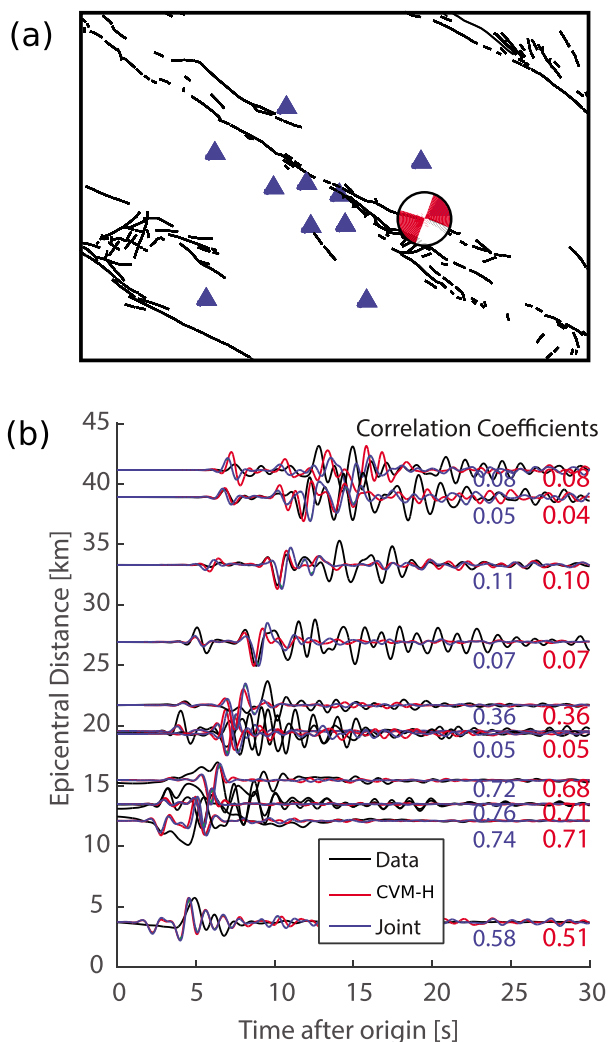 (a)
(b)
45
40
35
30
25
20
15
10
5
0
Epicentral Distance [km]
Correlation Coefficients
0.08 0.08
0.05 0.04
0.11 0.10
0.07 0.07
0.36 0.36
0.05 0.05
0.72 0.68
0.76 0.71
0.74 0.71
0.58 0.51
Data
CVM-H
Joint
0 5 10 15 20 25 30
Time after origin [s]